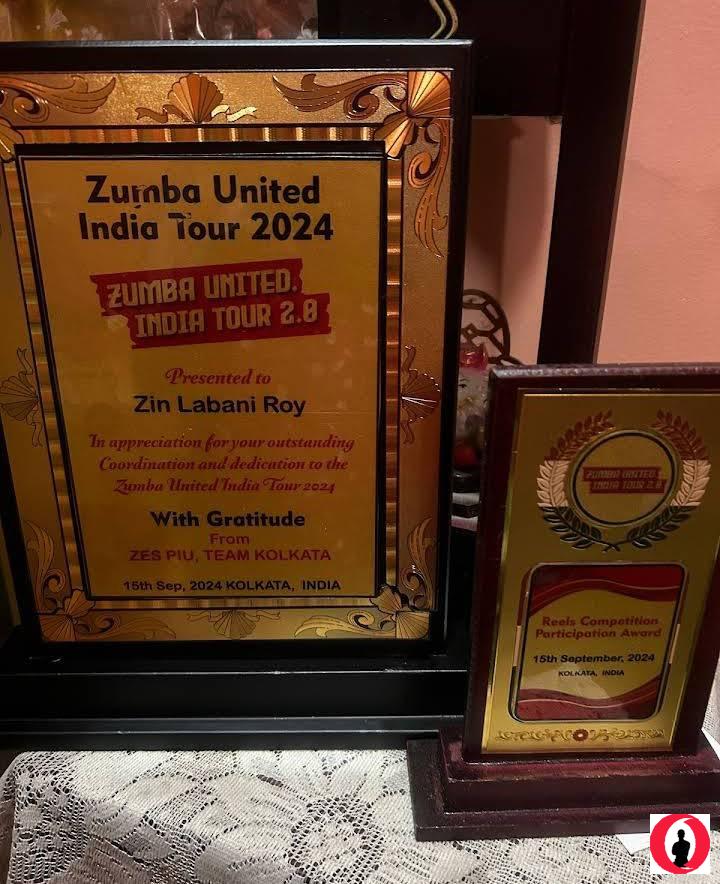 Zumba United
India Tour 2024
ZUMBA UNITED.
INDIA TOUR 2.0
Presented to
Zin Labani Roy
In appreciation for your outstanding
Coordination and dedication to the
Zumba United India Tour 2024
With Gratitude
From
ZES PIU, TEAM KOLKATA
15th Sep, 2024 KOLKATA, INDIA
ZUMBA UNITED.
INDIA TOUR 2.0
Reels Competition
Participation Award
15th September, 2024
KOLKATA, INDIA